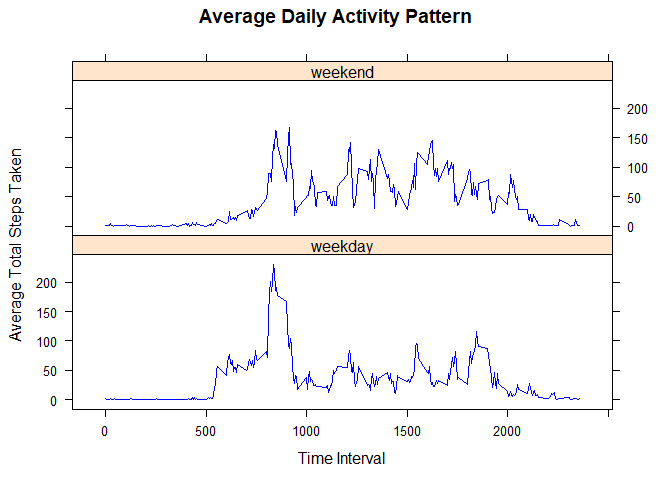 Average Daily Activity Pattern
weekend
200
150
100
50
0
weekday
200
150
100
50
0
0 500 1000 1500 2000
Time Interval
Average Total Steps Taken